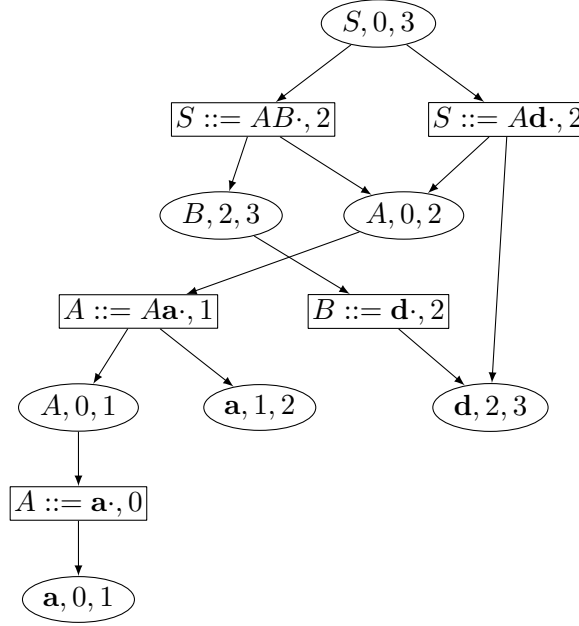 S, 0, 3
S ::= AB·, 2
S ::= Ad·, 2
B, 2, 3
A, 0, 2
A ::= Aa·, 1
B ::= d·, 2
A, 0, 1
a, 1, 2
d, 2, 3
A ::= a·, 0
a, 0, 1